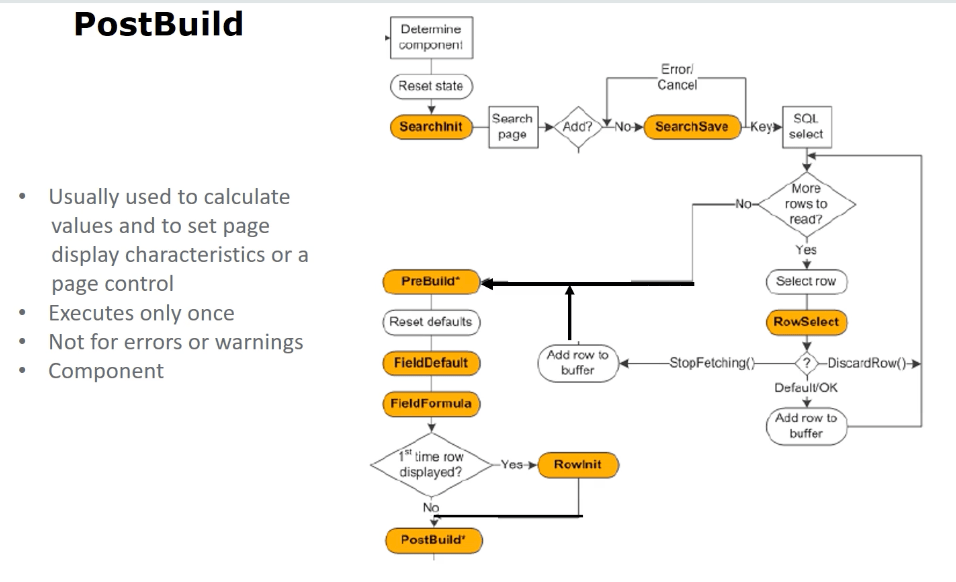 PostBuild
• Usually used to calculate
values and to set page
display characteristics or a
page control
• Executes only once
• Not for errors or warnings
• Component
Determine
component
Reset state
SearchInit
Search
page
Add?
No
Error/
Cancel
SearchSave
Key
SQL
select
More
rows to
read?
No
Yes
Select row
RowSelect
?
StopFetching()
DiscardRow()
Default/OK
Add row to
buffer
Add row to
buffer
PreBuild*
Reset defaults
FieldDefault
FieldFormula
1st time row
displayed?
Yes
RowInit
No
PostBuild*